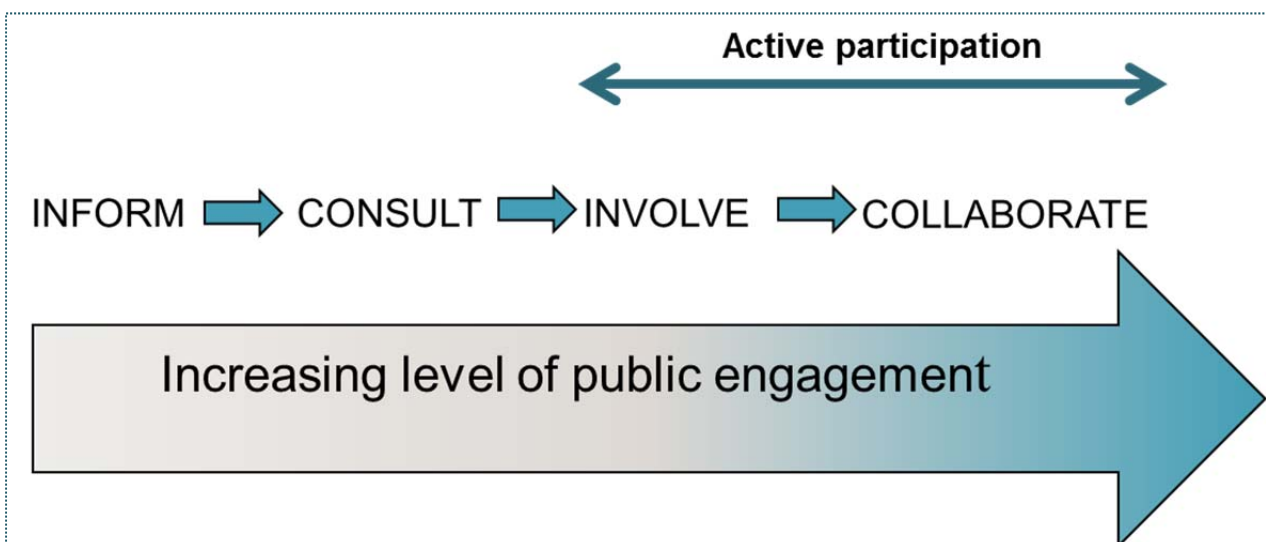 Active participation
INFORM CONSULT INVOLVE COLLABORATE
Increasing level of public engagement